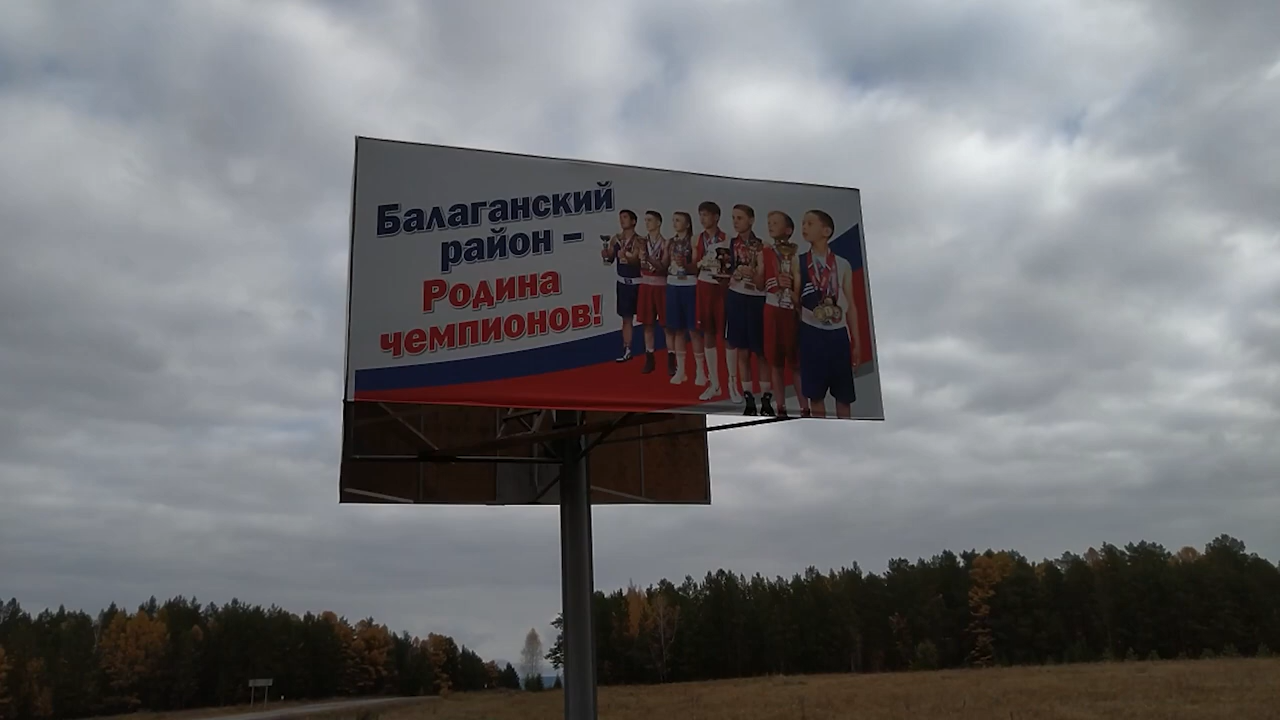 Балаганский
район –
Родина
чемпионов!